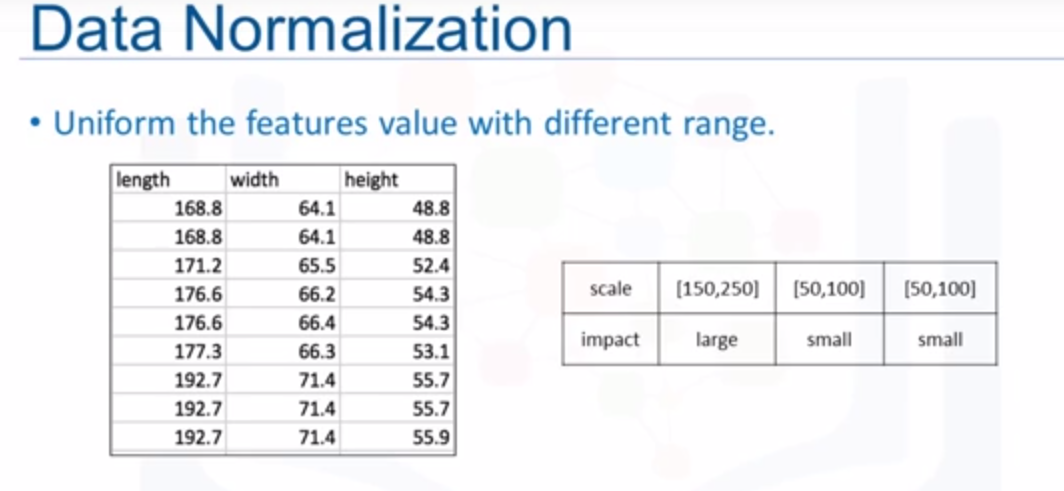 Data Normalization
• Uniform the features value with different range.
length width height
168.8 64.1 48.8
168.8 64.1 48.8
171.2 65.5 52.4
176.6 66.2 54.3
176.6 66.4 54.3
177.3 66.3 53.1
192.7 71.4 55.7
192.7 71.4 55.7
192.7 71.4 55.9
scale [150,250] [50,100] [50,100]
impact large small small